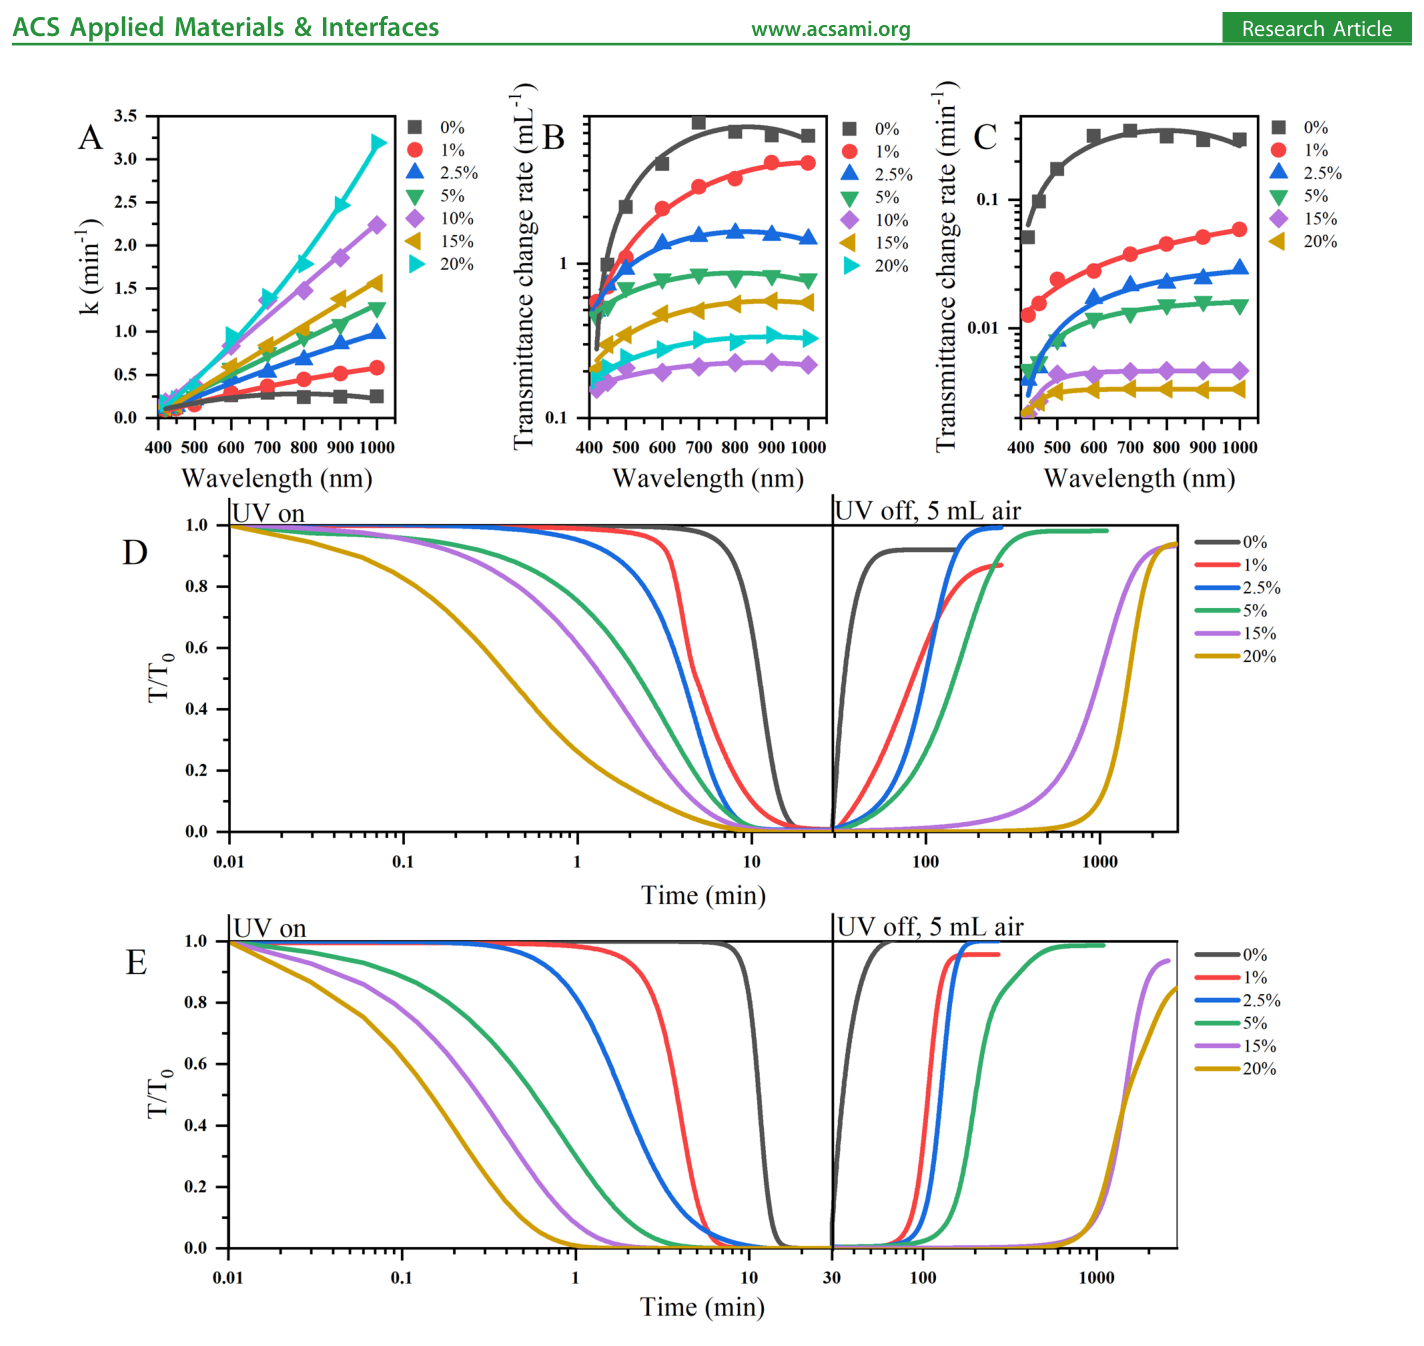 ACS Applied Materials & Interfaces www.acsami.org Research Article
A
k (min⁻¹)
3.5
3.0
2.5
2.0
1.5
1.0
0.5
0.0
400 500 600 700 800 900 1000
Wavelength (nm)
0%
1%
2.5%
5%
10%
15%
20%
B
Transmittance change rate (mL⁻¹)
1
0.1
400 500 600 700 800 900 1000
Wavelength (nm)
0%
1%
2.5%
5%
10%
15%
20%
C
Transmittance change rate (min⁻¹)
0.1
0.01
400 500 600 700 800 900 1000
Wavelength (nm)
0%
1%
2.5%
5%
15%
20%
D
UV on UV off, 5 mL air
T/T₀
1.0
0.8
0.6
0.4
0.2
0.0
0.01 0.1 1 10 100 1000
Time (min)
0%
1%
2.5%
5%
15%
20%
E
UV on UV off, 5 mL air
T/T₀
1.0
0.8
0.6
0.4
0.2
0.0
0.01 0.1 1 10 30 100 1000
Time (min)
0%
1%
2.5%
5%
15%
20%